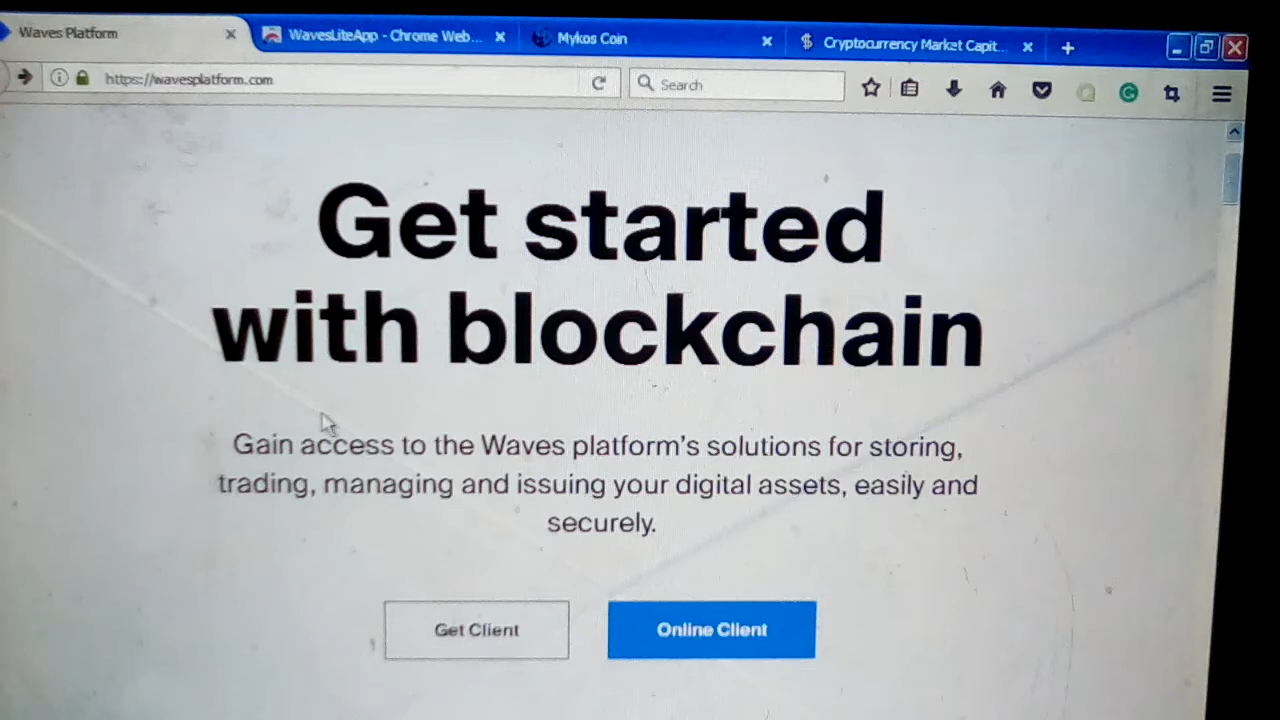 Waves Platform
WavesLiteApp - Chrome Web...
Mykos Coin
Cryptocurrency Market Capit...
https://wavesplatform.com
Search
Get started
with blockchain
Gain access to the Waves platform's solutions for storing,
trading, managing and issuing your digital assets, easily and
securely.
Get Client
Online Client